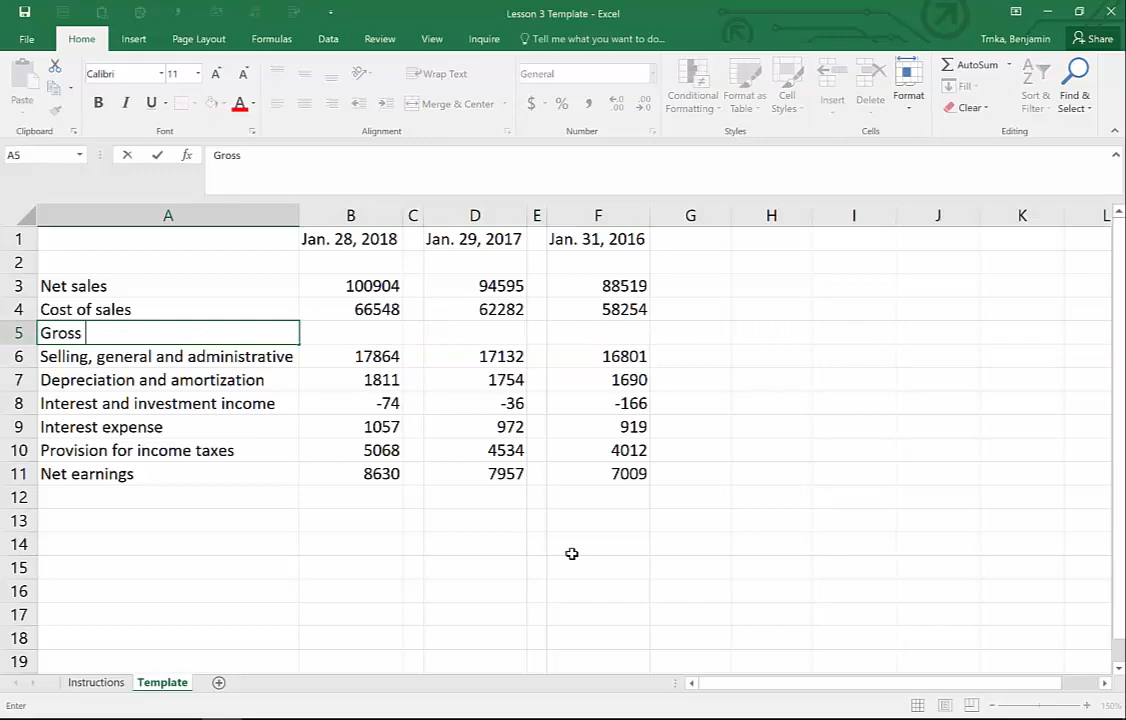 Lesson 3 Template - Excel
File Home Insert Page Layout Formulas Data Review View Inquire Tell me what you want to do... Trnka, Benjamin Share
Paste Calibri 11 B I U A Wrap Text Merge & Center General $ % Conditional Formatting Format as Table Cell Styles Insert Delete Format AutoSum Fill Clear Sort & Filter Find & Select
Clipboard Font Alignment Number Styles Cells Editing
A5 fx Gross
A B C D E F G H I J K L
1 Jan. 28, 2018 Jan. 29, 2017 Jan. 31, 2016
2
3 Net sales 100904 94595 88519
4 Cost of sales 66548 62282 58254
5 Gross
6 Selling, general and administrative 17864 17132 16801
7 Depreciation and amortization 1811 1754 1690
8 Interest and investment income -74 -36 -166
9 Interest expense 1057 972 919
10 Provision for income taxes 5068 4534 4012
11 Net earnings 8630 7957 7009
12
13
14
15
16
17
18
19
Instructions Template
Enter 150%